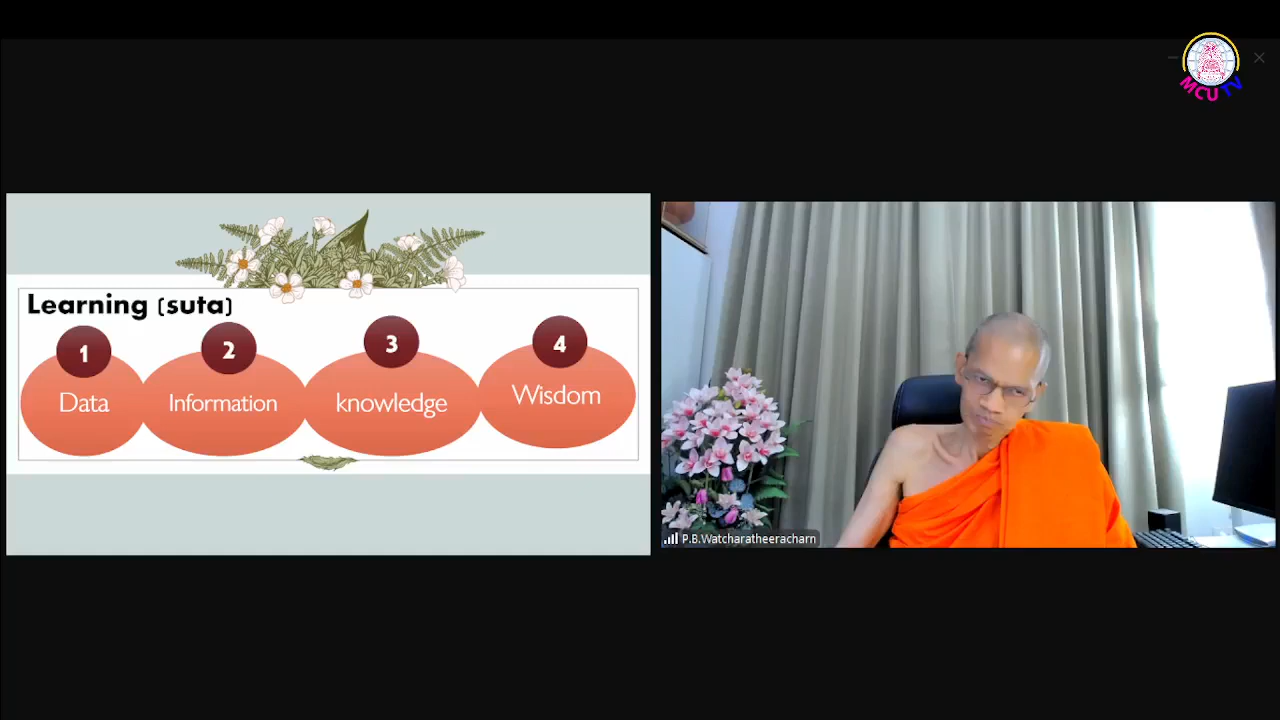 MCU TV
Learning (suta)
1
2
3
4
Data
Information
knowledge
Wisdom
P.B.Watcharatheeracharn